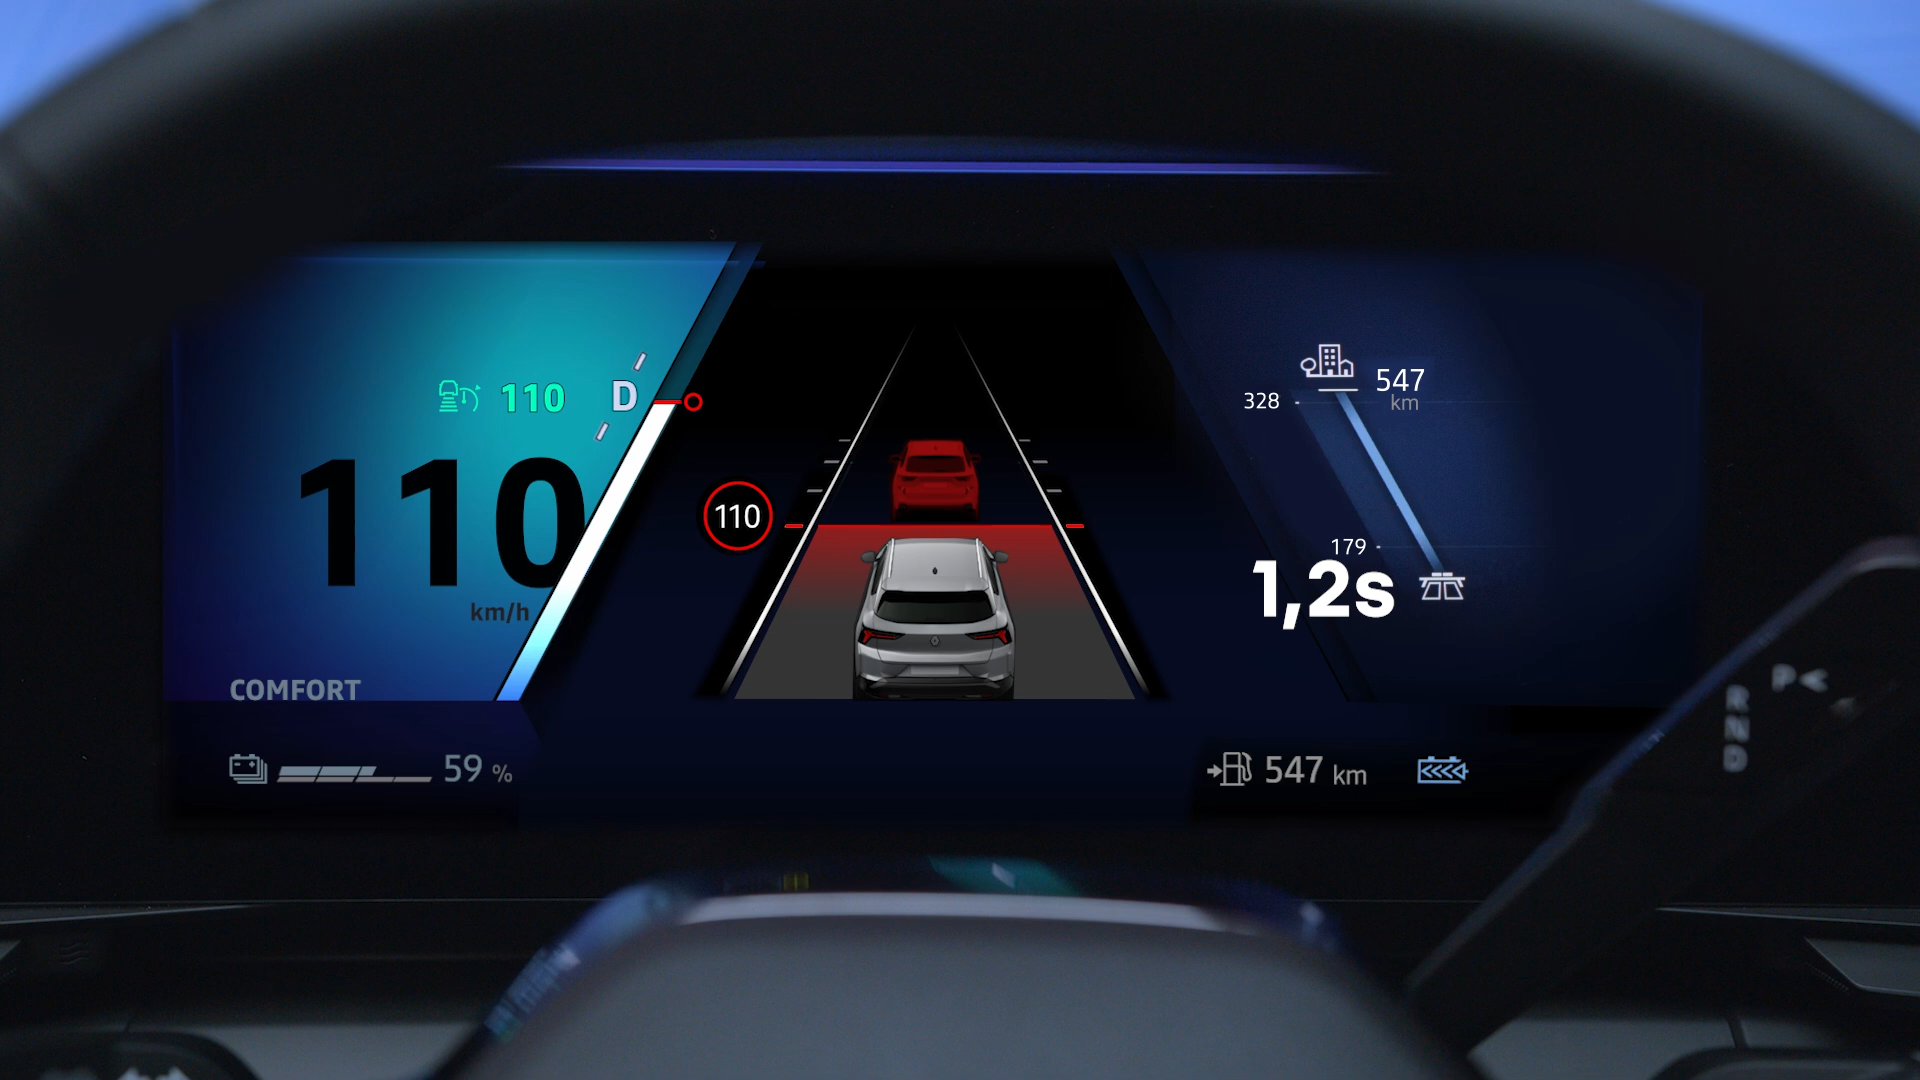 110 D
110
km/h
COMFORT
59 %
110
547
km
328
179
1,2s
547 km
P
R
N
D